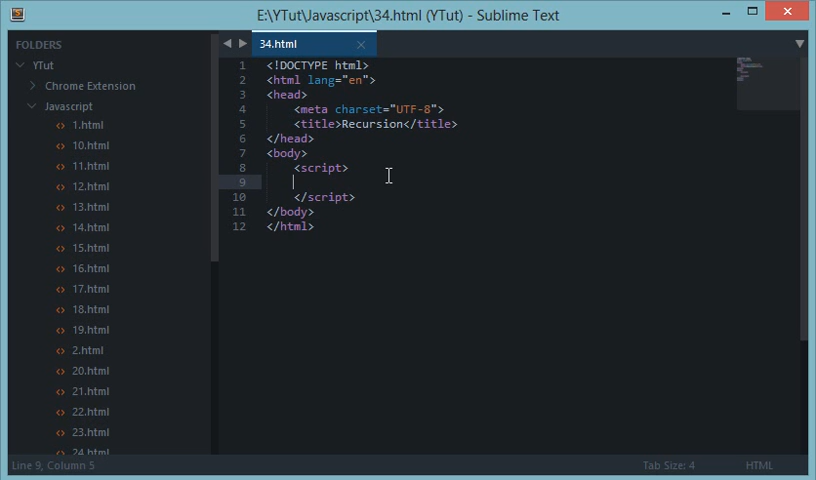 E:\YTut\Javascript\34.html (YTut) - Sublime Text
FOLDERS
YTut
Chrome Extension
Javascript
1.html
10.html
11.html
12.html
13.html
14.html
15.html
16.html
17.html
18.html
19.html
2.html
20.html
21.html
22.html
23.html
24.html
34.html
1 <!DOCTYPE html>
2 <html lang="en">
3 <head>
4 <meta charset="UTF-8">
5 <title>Recursion</title>
6 </head>
7 <body>
8 <script>
9
10 </script>
11 </body>
12 </html>
Line 9, Column 5
Tab Size: 4
HTML